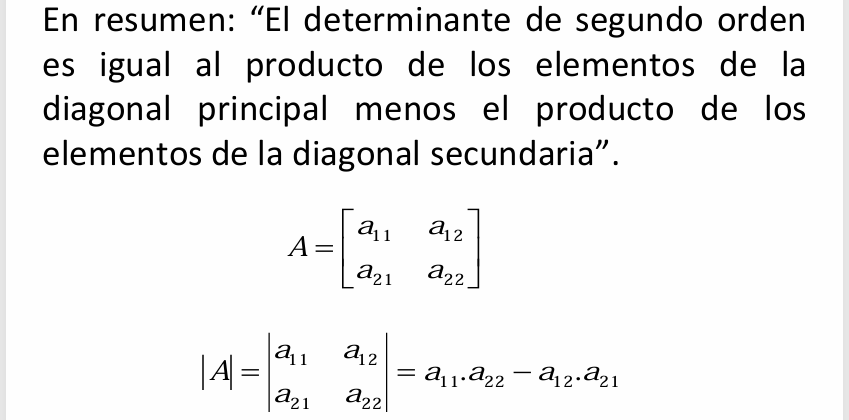 En resumen: “El determinante de segundo orden
es igual al producto de los elementos de la
diagonal principal menos el producto de los
elementos de la diagonal secundaria”.
A = [ a₁₁ a₁₂
a₂₁ a₂₂ ]
|A| = | a₁₁ a₁₂
a₂₁ a₂₂ | = a₁₁.a₂₂ − a₁₂.a₂₁